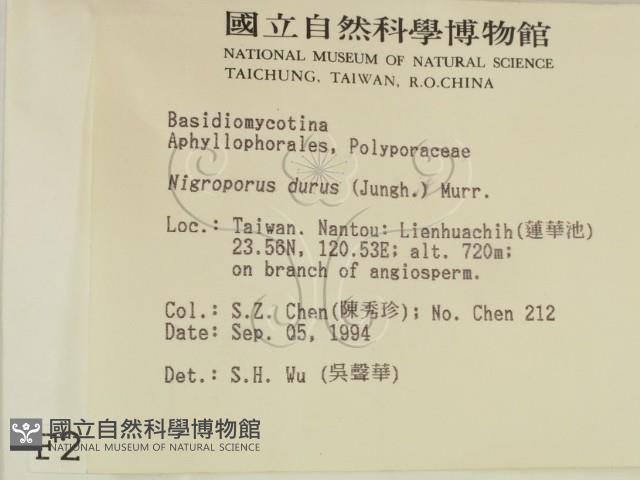 國立自然科學博物館
NATIONAL MUSEUM OF NATURAL SCIENCE
TAICHUNG, TAIWAN, R.O.CHINA
Basidiomycotina
Aphyllophorales, Polyporaceae
Nigroporus durus (Jungh.) Murr.
Loc.: Taiwan. Nantou: Lienhuachih(蓮華池)
23.56N, 120.53E; alt. 720m;
on branch of angiosperm.
Col.: S.Z. Chen(陳秀珍); No. Chen 212
Date: Sep. 05, 1994
Det.: S.H. Wu (吳聲華)
國立自然科學博物館
NATIONAL MUSEUM OF NATURAL SCIENCE